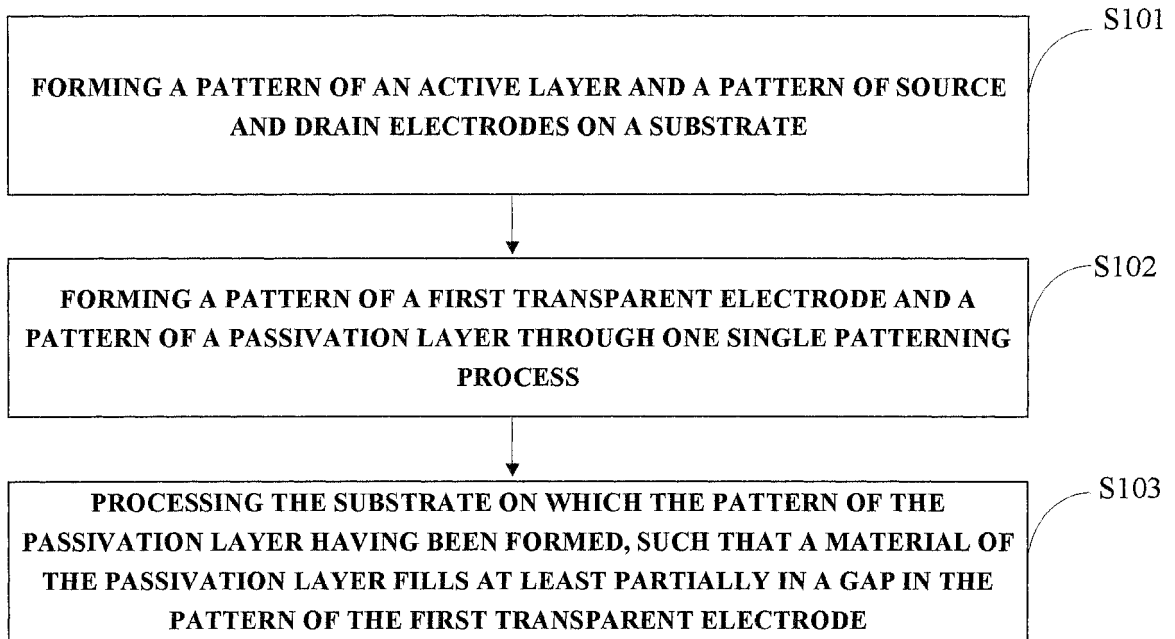 S101
FORMING A PATTERN OF AN ACTIVE LAYER AND A PATTERN OF SOURCE
AND DRAIN ELECTRODES ON A SUBSTRATE
S102
FORMING A PATTERN OF A FIRST TRANSPARENT ELECTRODE AND A
PATTERN OF A PASSIVATION LAYER THROUGH ONE SINGLE PATTERNING
PROCESS
S103
PROCESSING THE SUBSTRATE ON WHICH THE PATTERN OF THE
PASSIVATION LAYER HAVING BEEN FORMED, SUCH THAT A MATERIAL OF
THE PASSIVATION LAYER FILLS AT LEAST PARTIALLY IN A GAP IN THE
PATTERN OF THE FIRST TRANSPARENT ELECTRODE